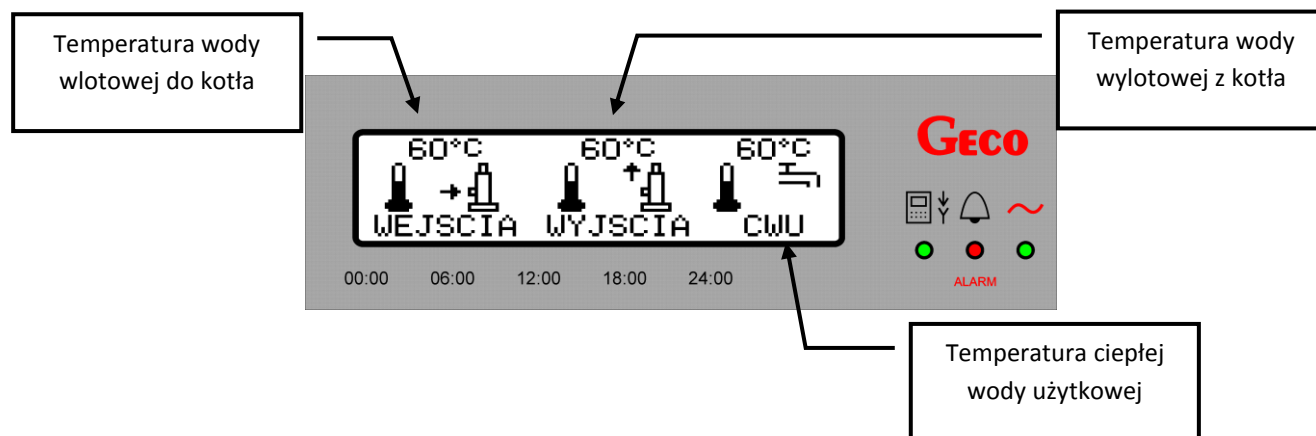 Temperatura wody
wlotowej do kotła
Temperatura wody
wylotowej z kotła
GECO
60°C 60°C 60°C
WEJSCIA WYJSCIA CWU
00:00 06:00 12:00 18:00 24:00
ALARM
Temperatura ciepłej
wody użytkowej